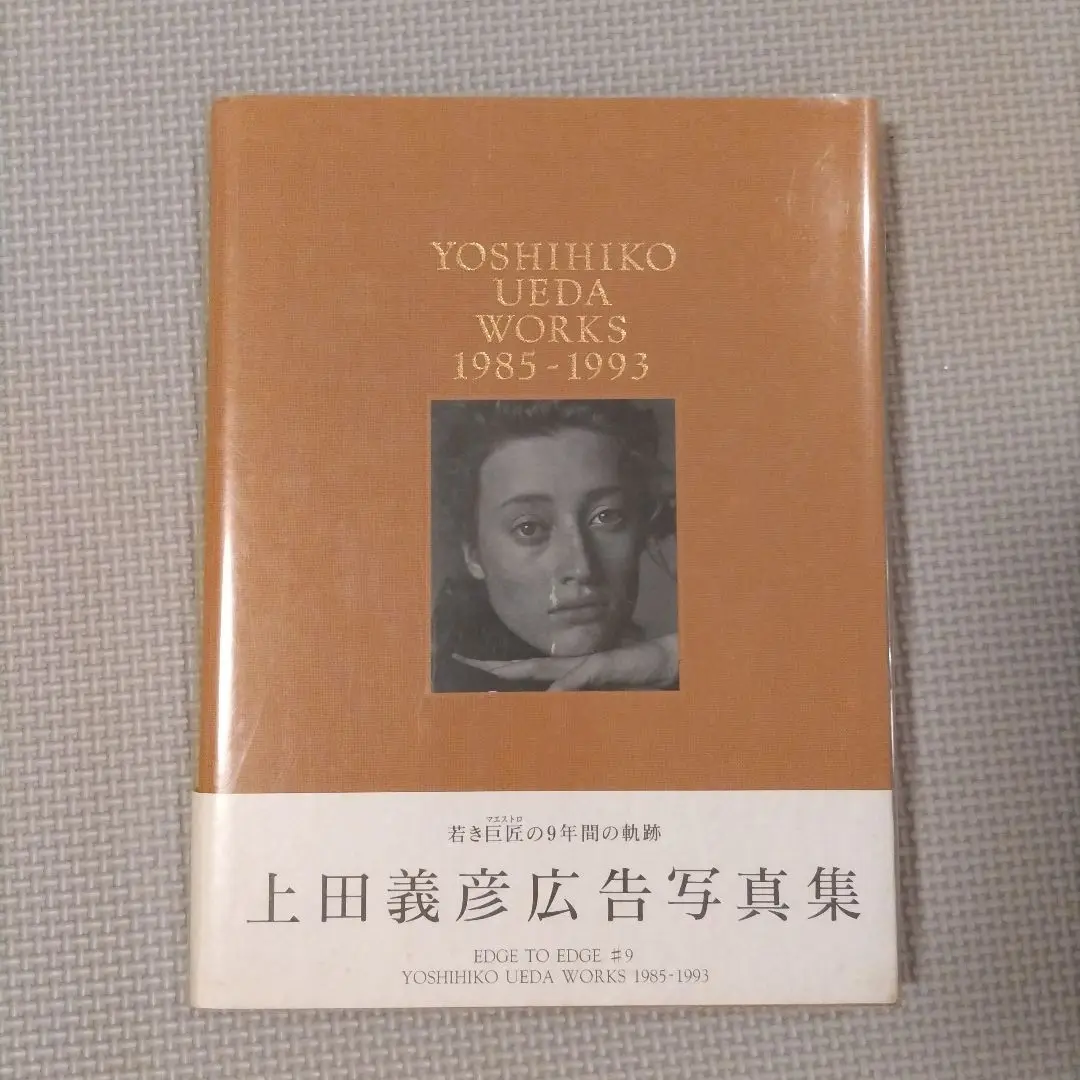 YOSHIHIKO
UEDA
WORKS
1985-1993
マエストロ
若き巨匠の9年間の軌跡
上田義彦広告写真集
EDGE TO EDGE #9
YOSHIHIKO UEDA WORKS 1985-1993